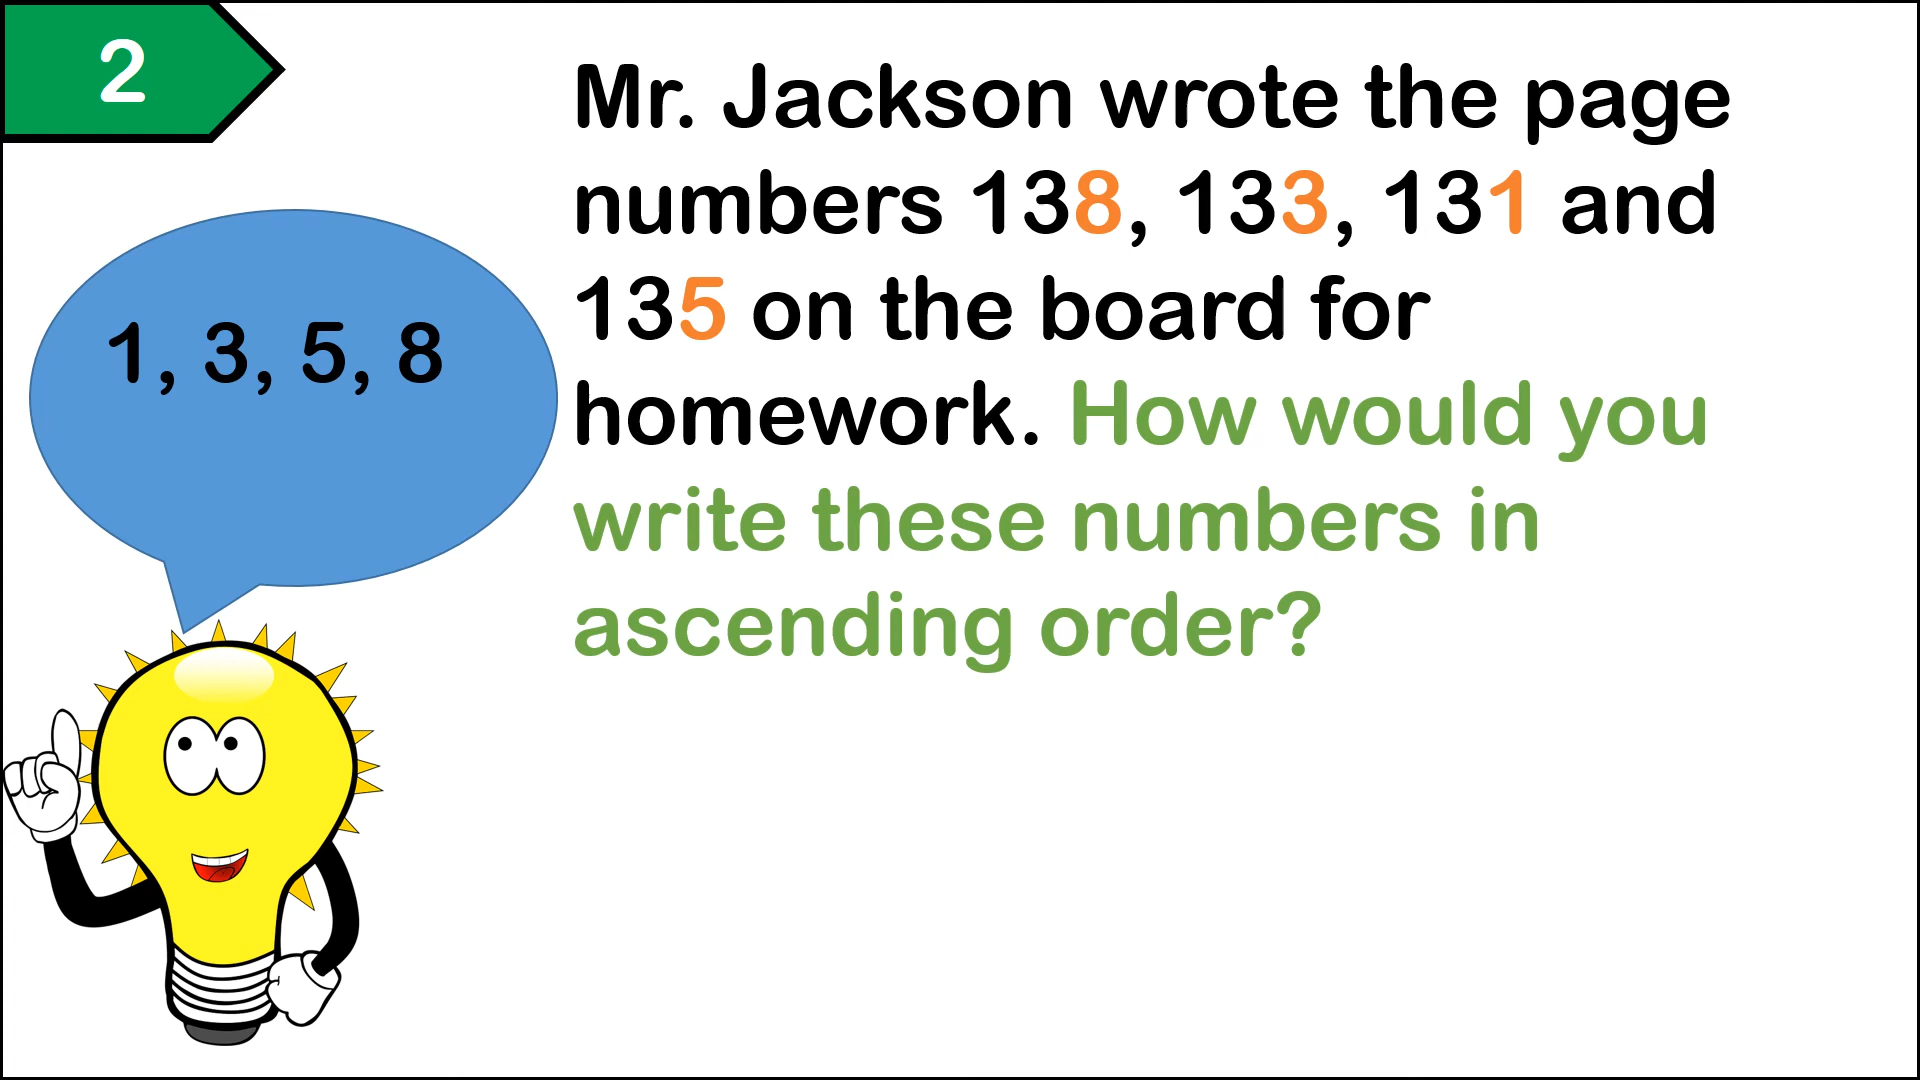 2
Mr. Jackson wrote the page
numbers 138, 133, 131 and
135 on the board for
homework. How would you
write these numbers in
ascending order?
1, 3, 5, 8